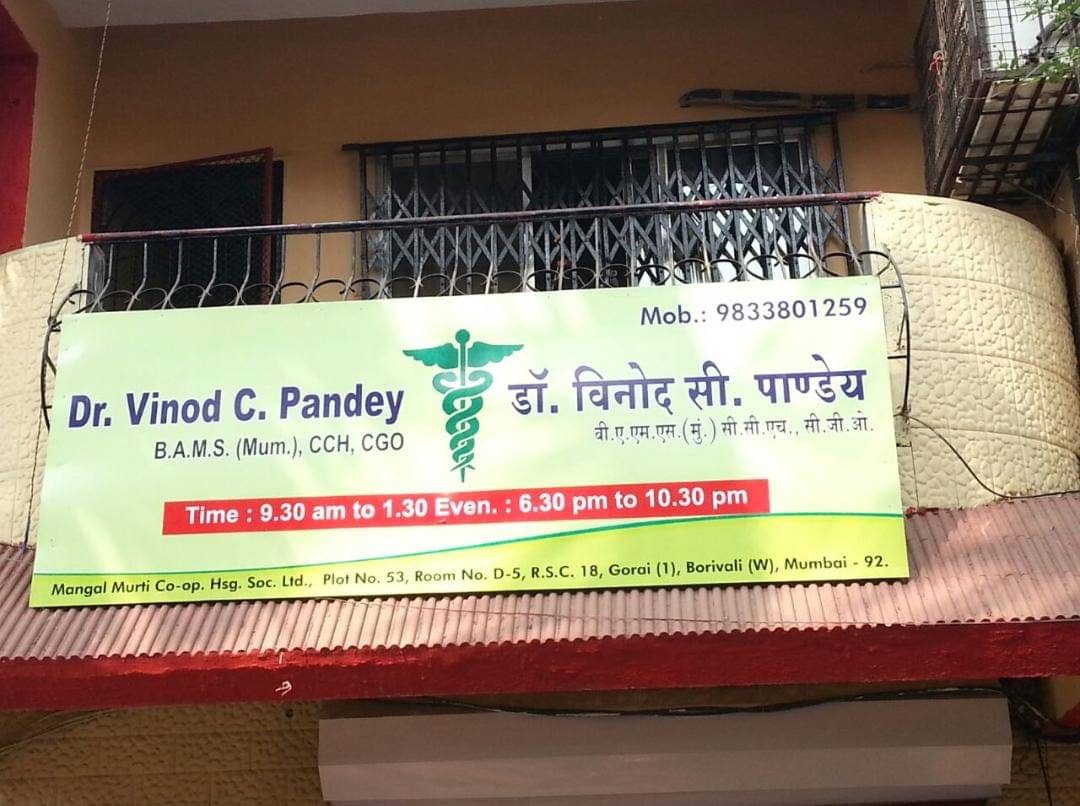 Mob.: 9833801259
Dr. Vinod C. Pandey
B.A.M.S. (Mum.), CCH, CGO
डॉ. विनोद सी. पाण्डेय
बी.ए.एम.एस.(मुं.) सी.सी.एच., सी.जी.ओ.
Time : 9.30 am to 1.30 Even. : 6.30 pm to 10.30 pm
Mangal Murti Co-op. Hsg. Soc. Ltd., Plot No. 53, Room No. D-5, R.S.C. 18, Gorai (1), Borivali (W), Mumbai - 92.